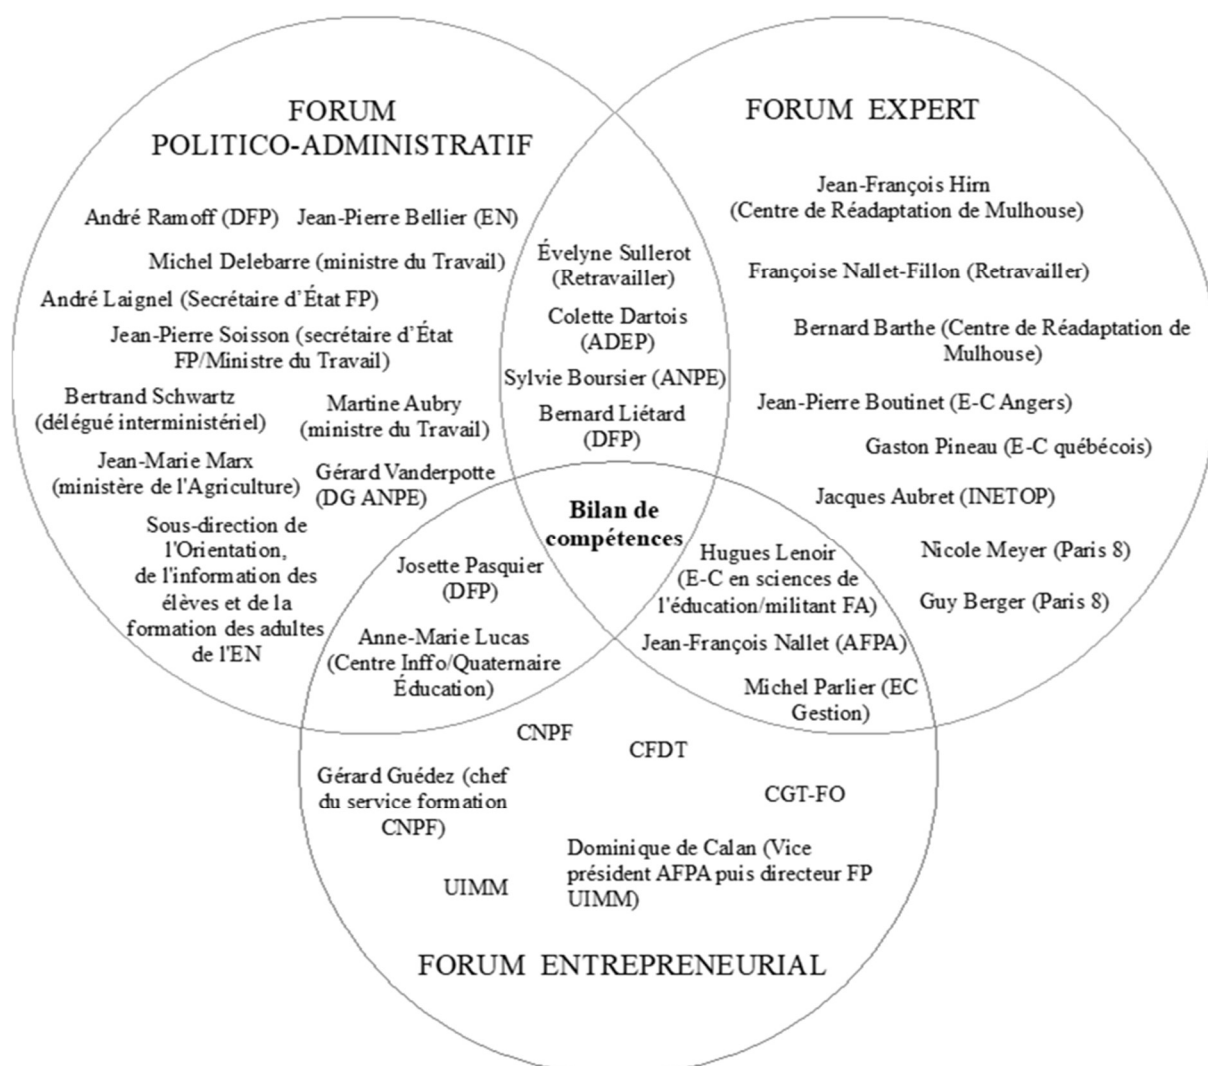 FORUM
POLITICO-ADMINISTRATIF
André Ramoff (DFP)
Jean-Pierre Bellier (EN)
Michel Delebarre (ministre du Travail)
André Laignel (Secrétaire d'État FP)
Jean-Pierre Soisson (secrétaire d'État
FP/Ministre du Travail)
Bertrand Schwartz
(délégué interministériel)
Martine Aubry
(ministre du Travail)
Jean-Marie Marx
(ministère de l'Agriculture)
Gérard Vanderpotte
(DG ANPE)
Sous-direction de
l'Orientation,
de l'information des
élèves et de la
formation des adultes
de l'EN
Évelyne Sullerot
(Retravailler)
Colette Dartois
(ADEP)
Sylvie Boursier (ANPE)
Bernard Liétard
(DFP)
FORUM EXPERT
Jean-François Hirn
(Centre de Réadaptation de Mulhouse)
Françoise Nallet-Fillon (Retravailler)
Bernard Barthe (Centre de Réadaptation de
Mulhouse)
Jean-Pierre Boutinet (E-C Angers)
Gaston Pineau (E-C québécois)
Jacques Aubret (INETOP)
Nicole Meyer (Paris 8)
Guy Berger (Paris 8)
Bilan de
compétences
Josette Pasquier
(DFP)
Anne-Marie Lucas
(Centre Inffo/Quaternaire
Éducation)
Hugues Lenoir
(E-C en sciences de
l'éducation/militant FA)
Jean-François Nallet (AFPA)
Michel Parlier (EC
Gestion)
CNPF
CFDT
Gérard Guédez (chef
du service formation
CNPF)
CGT-FO
Dominique de Calan (Vice
président AFPA puis directeur FP
UIMM)
UIMM
FORUM ENTREPRENEURIAL